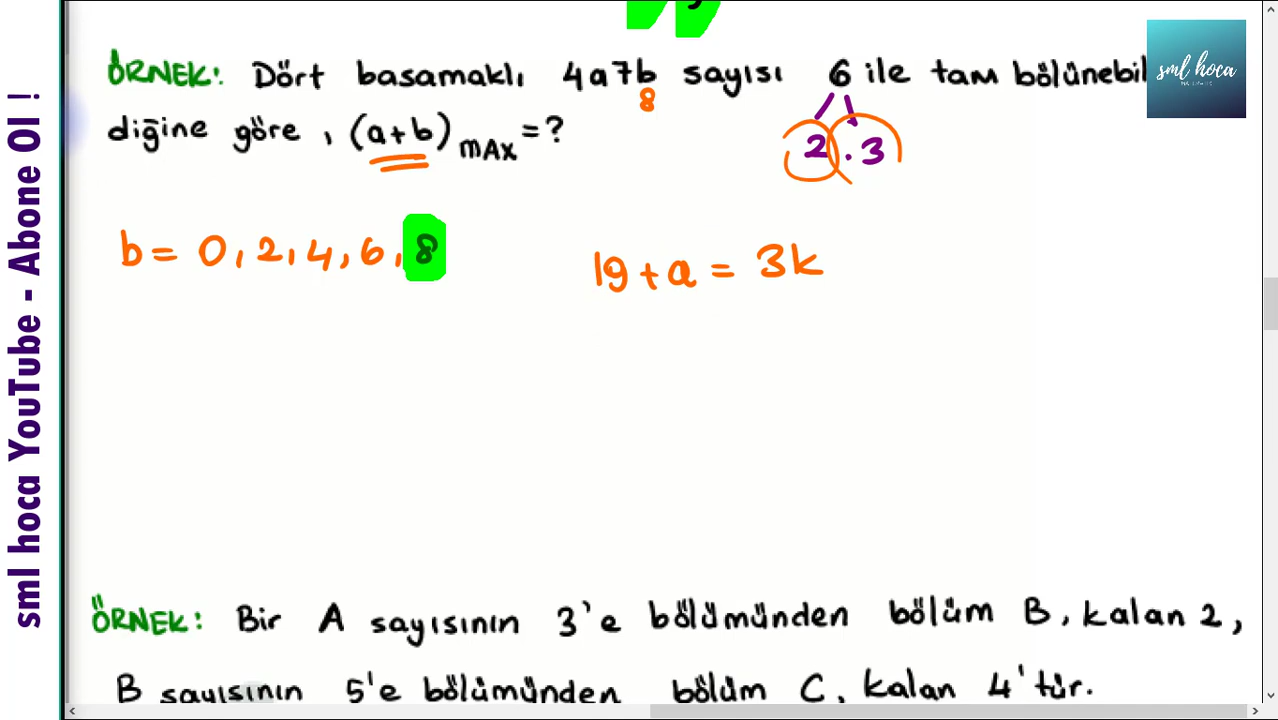 sml hoca YouTube - Abone Ol !
sml hoca
ÖRNEK: Dört basamaklı 4a7b sayısı 6 ile tam bölünebil
8
2 . 3
diğine göre , (a+b) MAX = ?
b = 0, 2, 4, 6, 8
19 + a = 3k
ÖRNEK: Bir A sayısının 3'e bölümünden bölüm B, kalan 2,
B sayısının 5'e bölümünden bölüm C, kalan 4'tür.